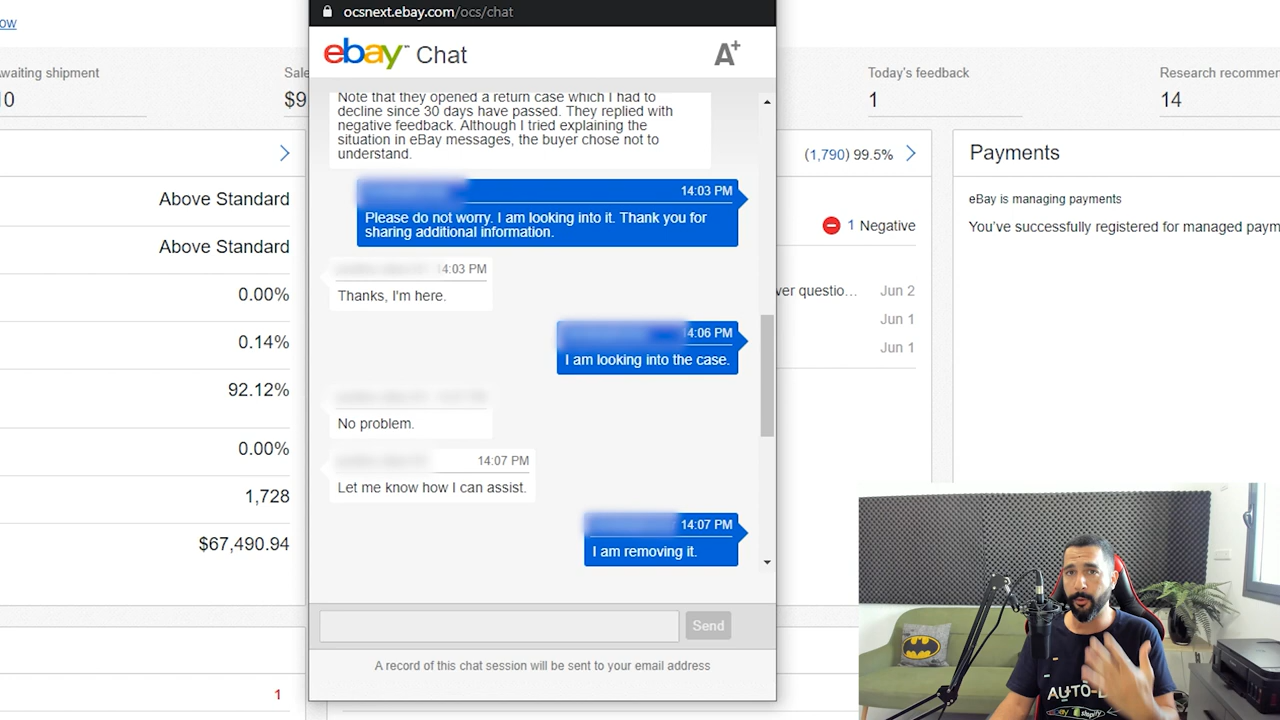 ow
ocsnext.ebay.com/ocs/chat
ebay™ Chat
A+
waiting shipment
10
Sale
$9
Today's feedback
1
Research recommen
14
Note that they opened a return case which I had to
decline since 30 days have passed. They replied with
negative feedback. Although I tried explaining the
situation in eBay messages, the buyer chose not to
understand.
14:03 PM
Please do not worry. I am looking into it. Thank you for
sharing additional information.
14:03 PM
Thanks, I'm here.
14:06 PM
I am looking into the case.
No problem.
14:07 PM
Let me know how I can assist.
14:07 PM
I am removing it.
Send
A record of this chat session will be sent to your email address
Above Standard
Above Standard
0.00%
0.14%
92.12%
0.00%
1,728
$67,490.94
1
(1,790) 99.5%
1 Negative
ver questio... Jun 2
Jun 1
Jun 1
Payments
eBay is managing payments
You've successfully registered for managed paym
AUTO-D
ebay shopify